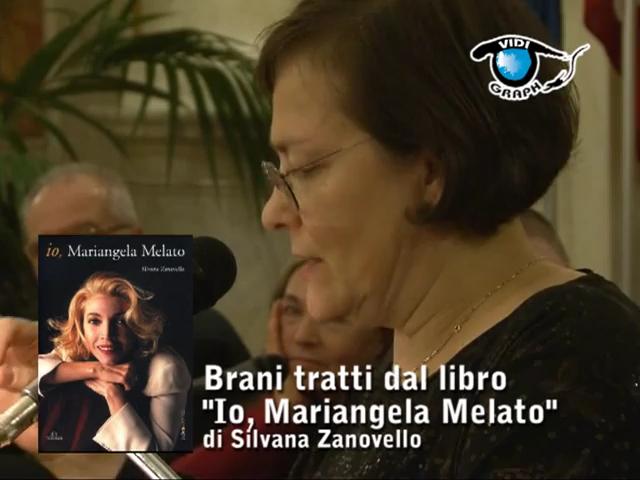 VIDI
GRAPH
io, Mariangela Melato
Silvana Zanovello
Brani tratti dal libro
"Io, Mariangela Melato"
di Silvana Zanovello